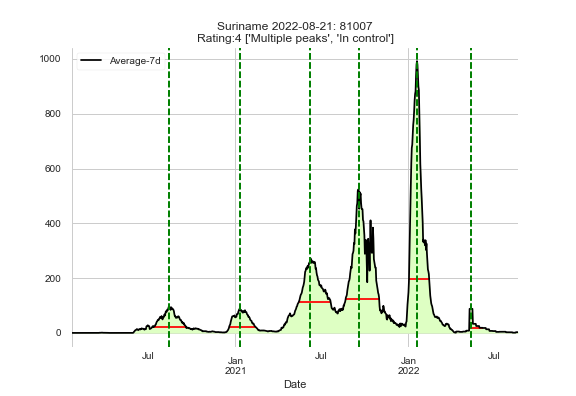 Suriname 2022-08-21: 81007
Rating:4 ['Multiple peaks', 'In control']
Average-7d
1000
800
600
400
200
0
Jul
Jan
2021
Jul
Jan
2022
Jul
Date